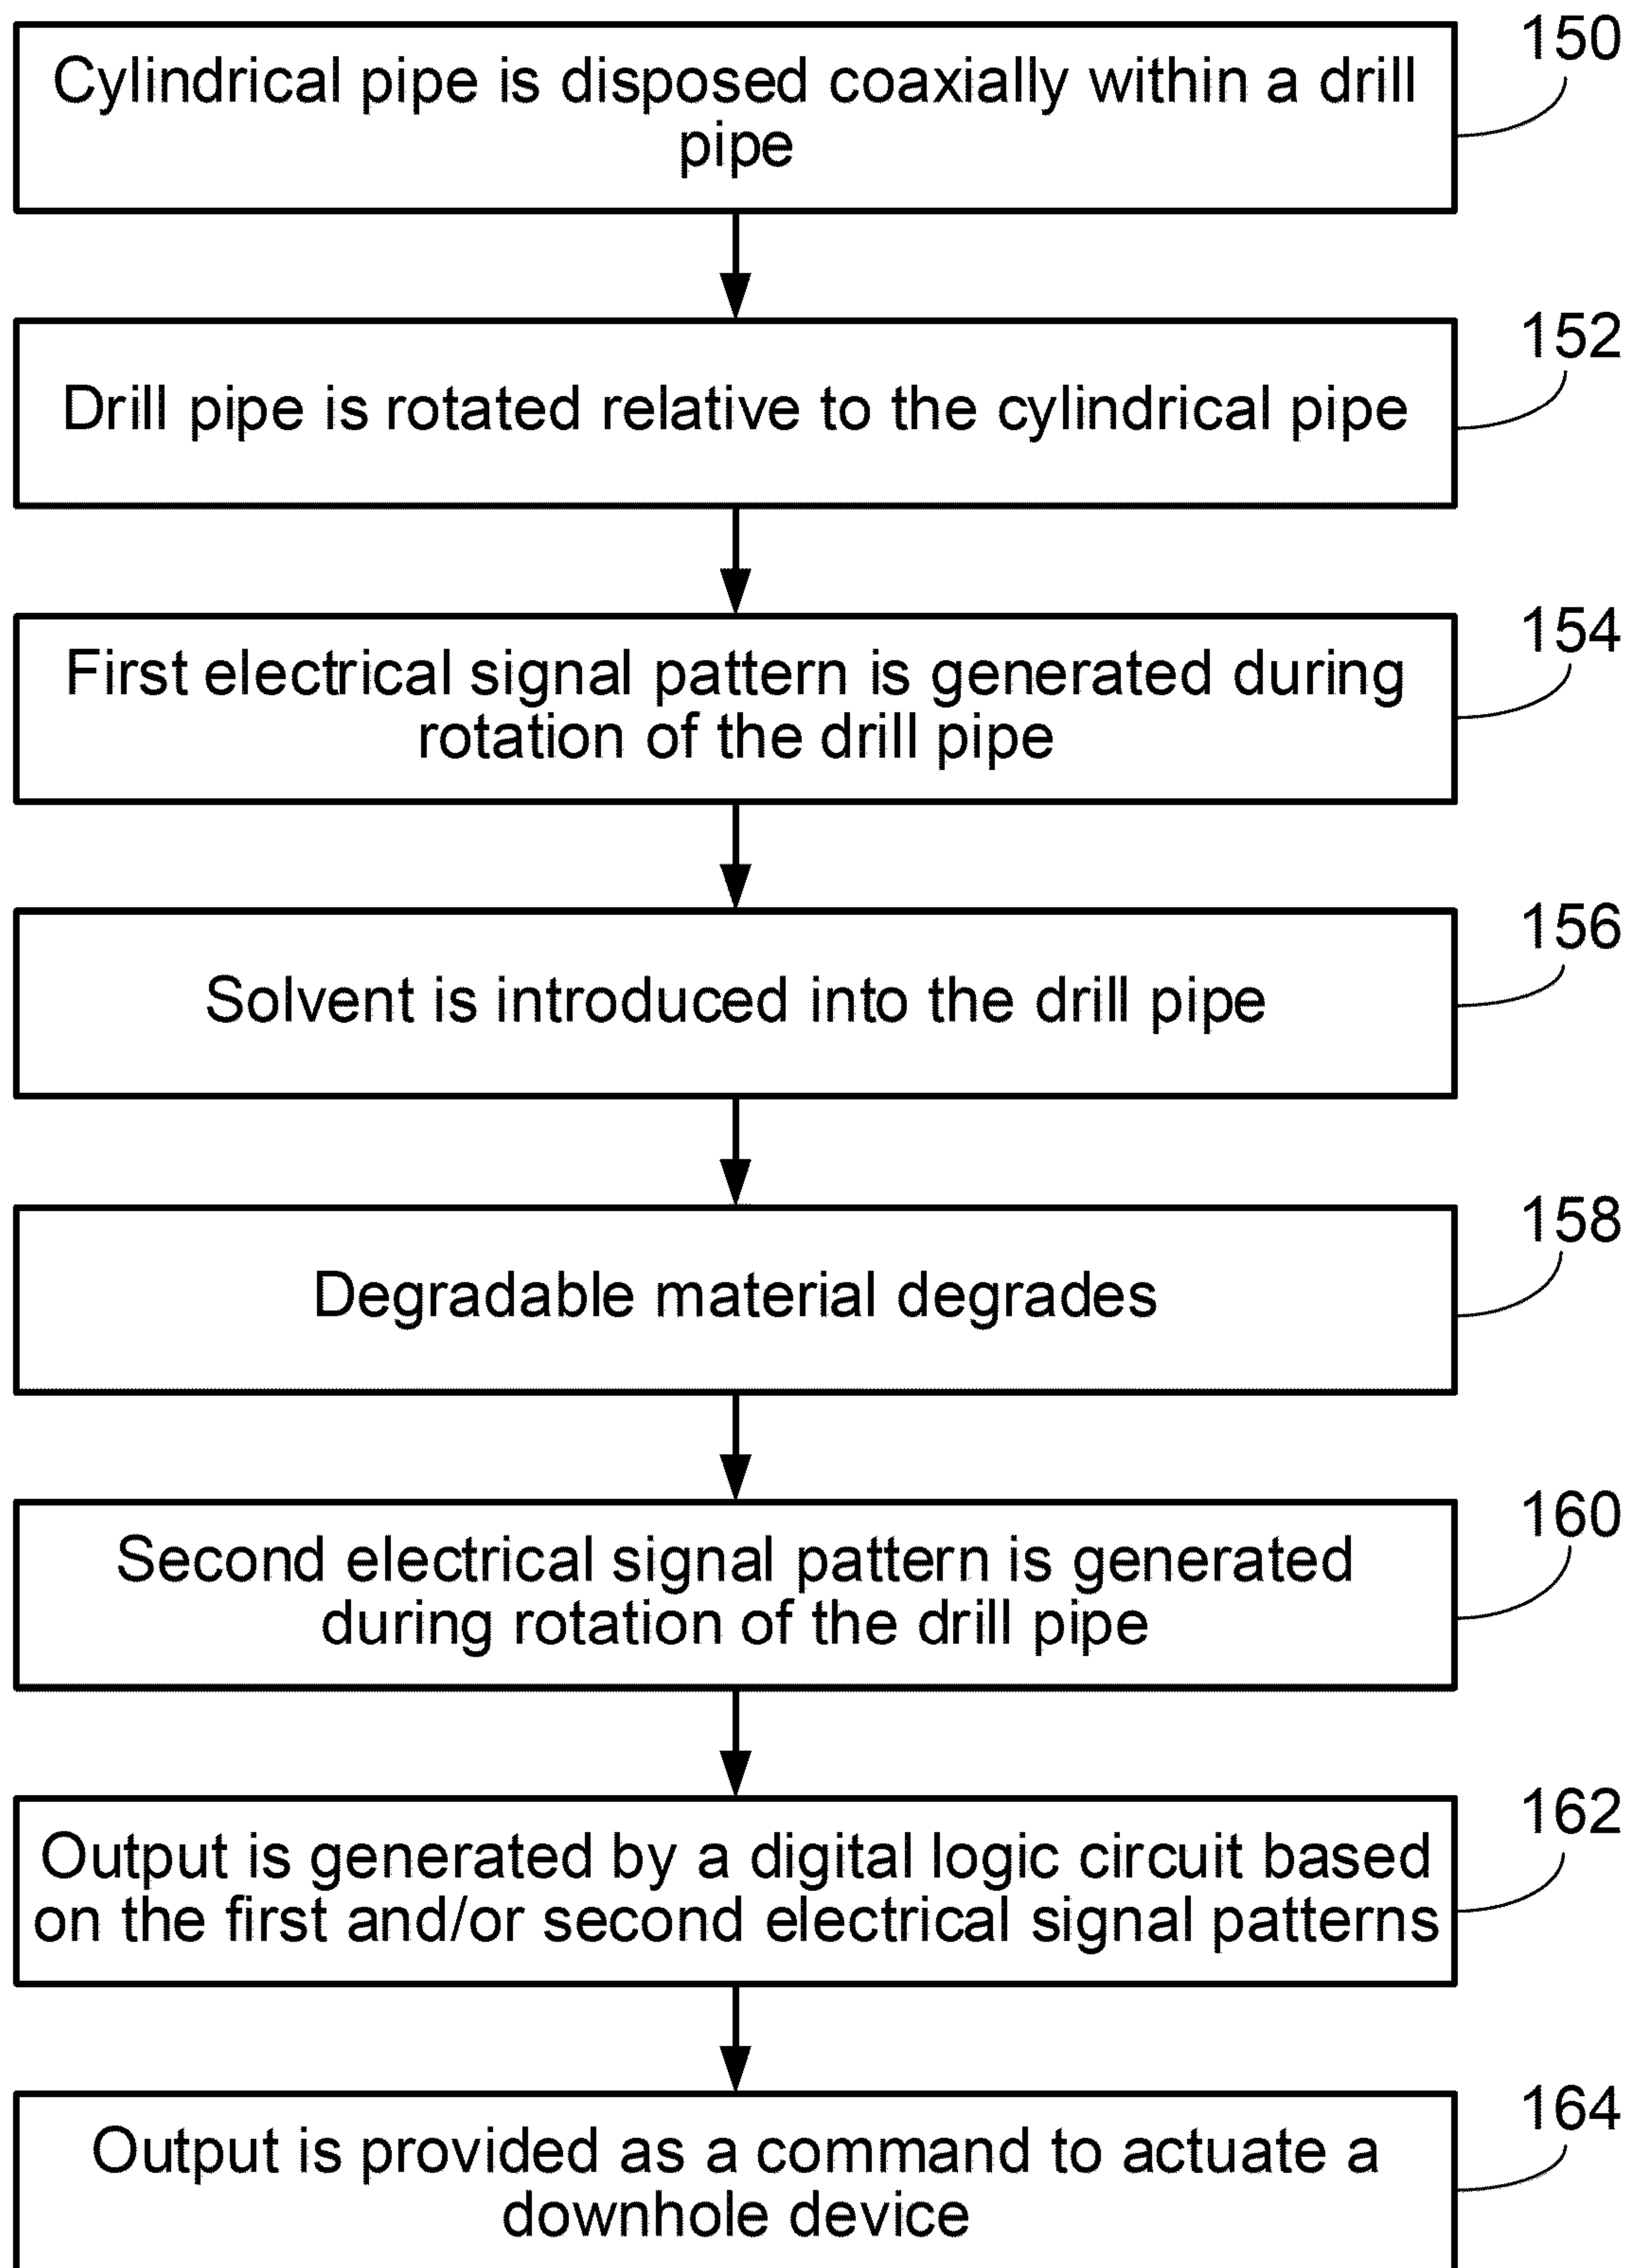 150
Cylindrical pipe is disposed coaxially within a drill
pipe
152
Drill pipe is rotated relative to the cylindrical pipe
154
First electrical signal pattern is generated during
rotation of the drill pipe
156
Solvent is introduced into the drill pipe
158
Degradable material degrades
160
Second electrical signal pattern is generated
during rotation of the drill pipe
162
Output is generated by a digital logic circuit based
on the first and/or second electrical signal patterns
164
Output is provided as a command to actuate a
downhole device